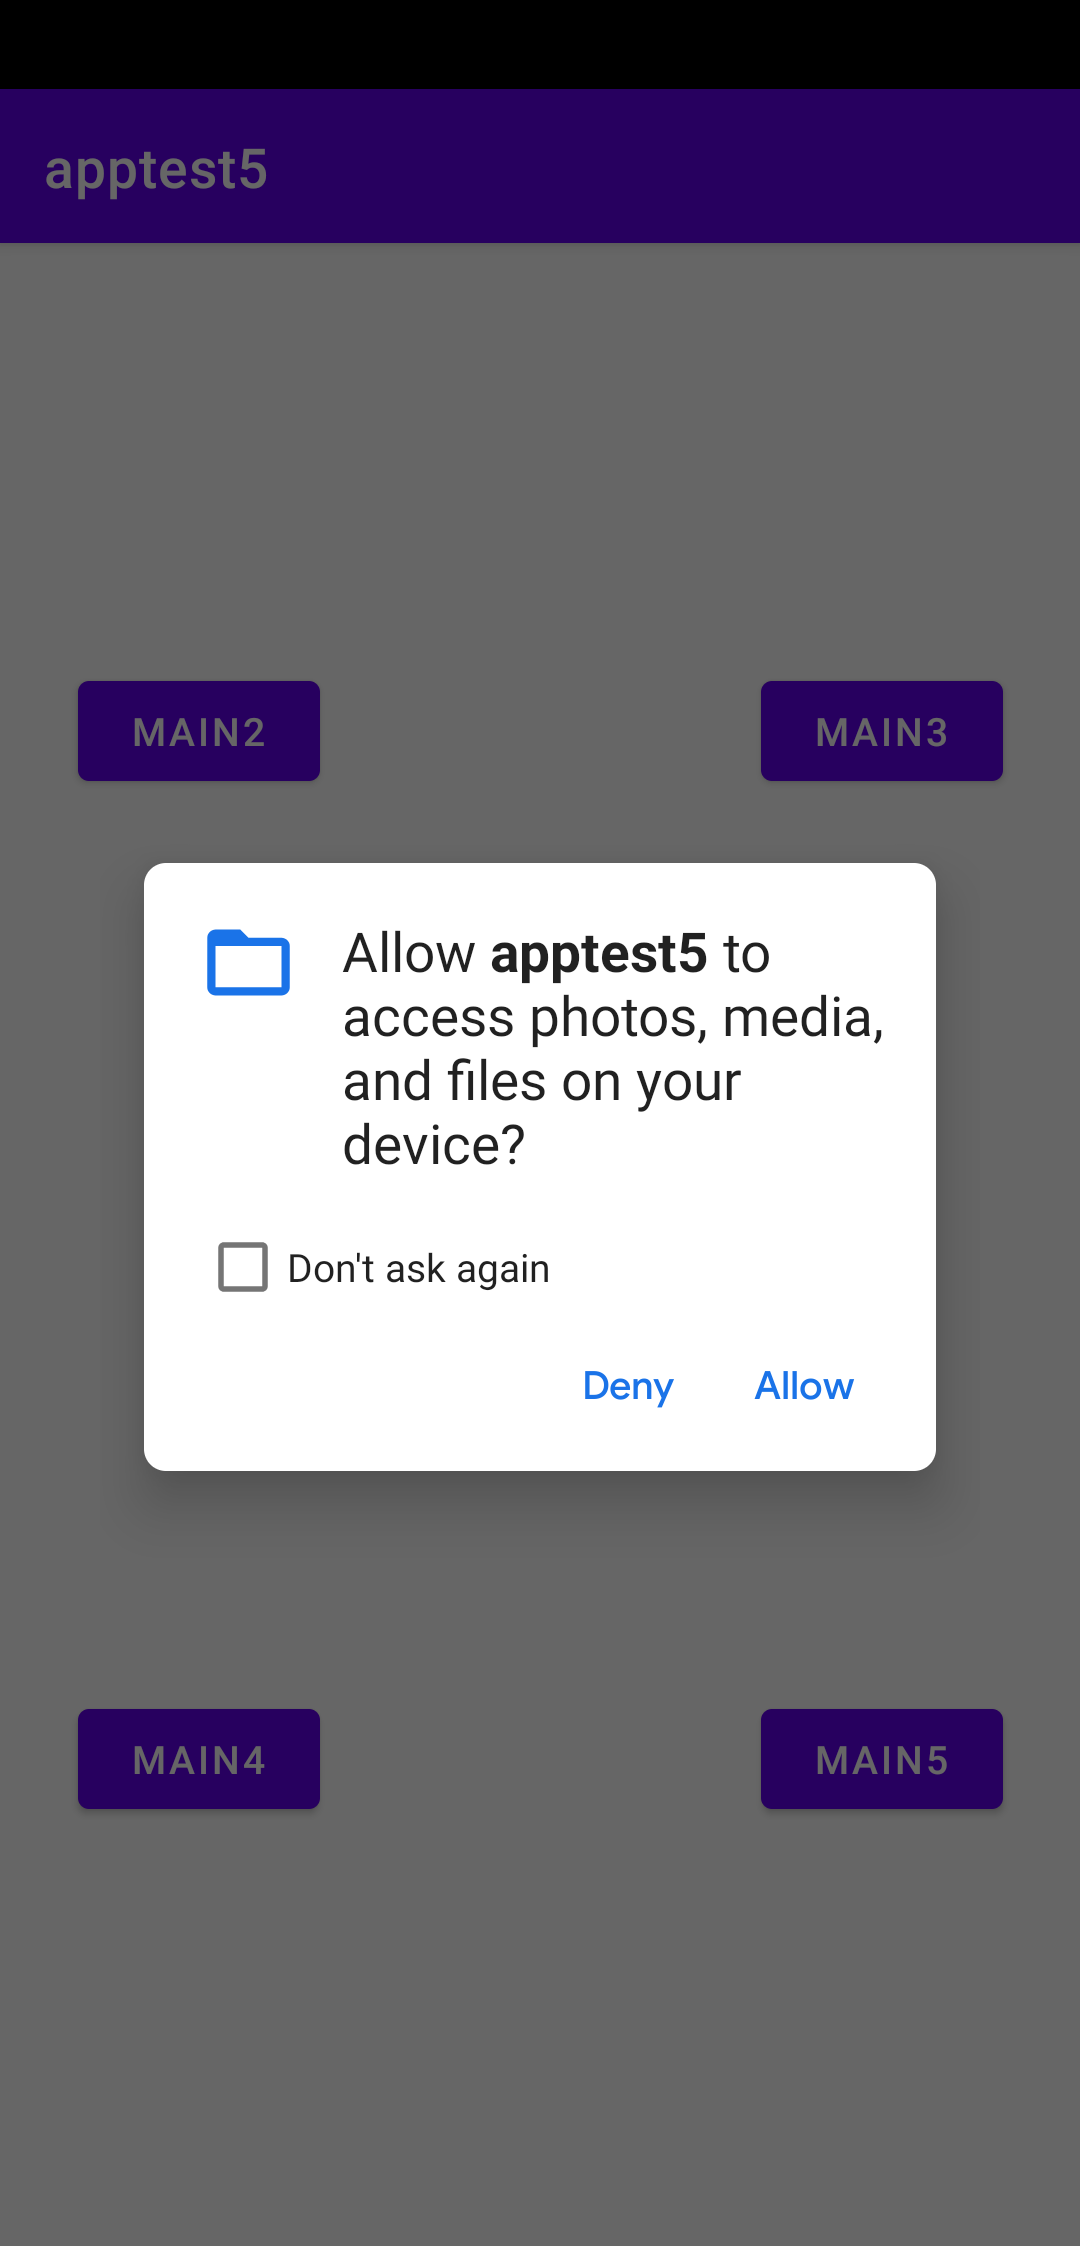 apptest5
MAIN2
MAIN3
Allow apptest5 to
access photos, media,
and files on your
device?
Don't ask again
Deny
Allow
MAIN4
MAIN5